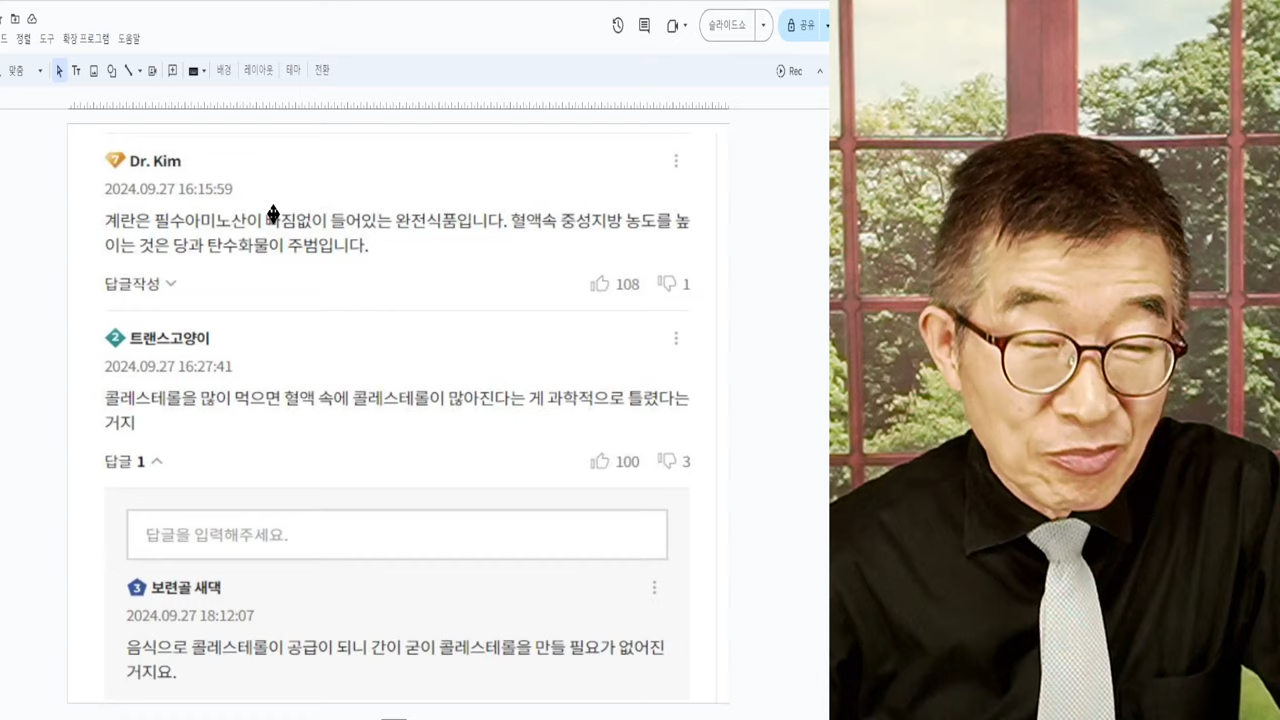 드 정렬 도구 확장 프로그램 도움말
슬라이드쇼
공유
맞춤
Tт
배경 레이아웃 테마 전환
Rec
7 Dr. Kim
2024.09.27 16:15:59
계란은 필수아미노산이 빠짐없이 들어있는 완전식품입니다. 혈액속 중성지방 농도를 높
이는 것은 당과 탄수화물이 주범입니다.
답글작성
108 1
2 트랜스고양이
2024.09.27 16:27:41
콜레스테롤을 많이 먹으면 혈액 속에 콜레스테롤이 많아진다는 게 과학적으로 틀렸다는
거지
답글 1
100 3
답글을 입력해주세요.
3 보련골 새댁
2024.09.27 18:12:07
음식으로 콜레스테롤이 공급이 되니 간이 굳이 콜레스테롤을 만들 필요가 없어진
거지요.